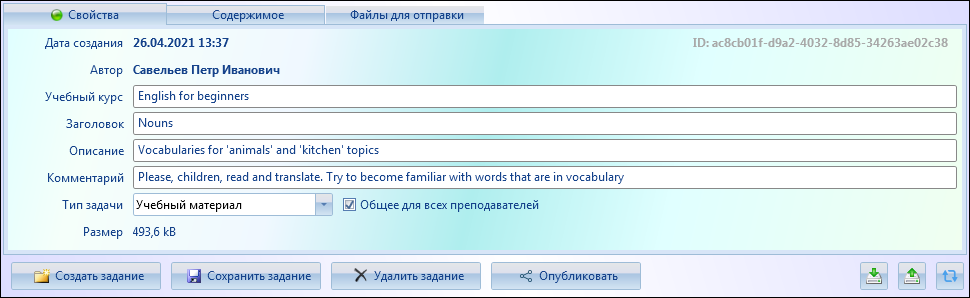 Свойства Содержимое Файлы для отправки
Дата создания 26.04.2021 13:37 ID: ac8cb01f-d9a2-4032-8d85-34263ae02c38
Автор Савельев Петр Иванович
Учебный курс English for beginners
Заголовок Nouns
Описание Vocabularies for 'animals' and 'kitchen' topics
Комментарий Please, children, read and translate. Try to become familiar with words that are in vocabulary
Тип задачи Учебный материал Общее для всех преподавателей
Размер 493,6 kB
Создать задание Сохранить задание Удалить задание Опубликовать